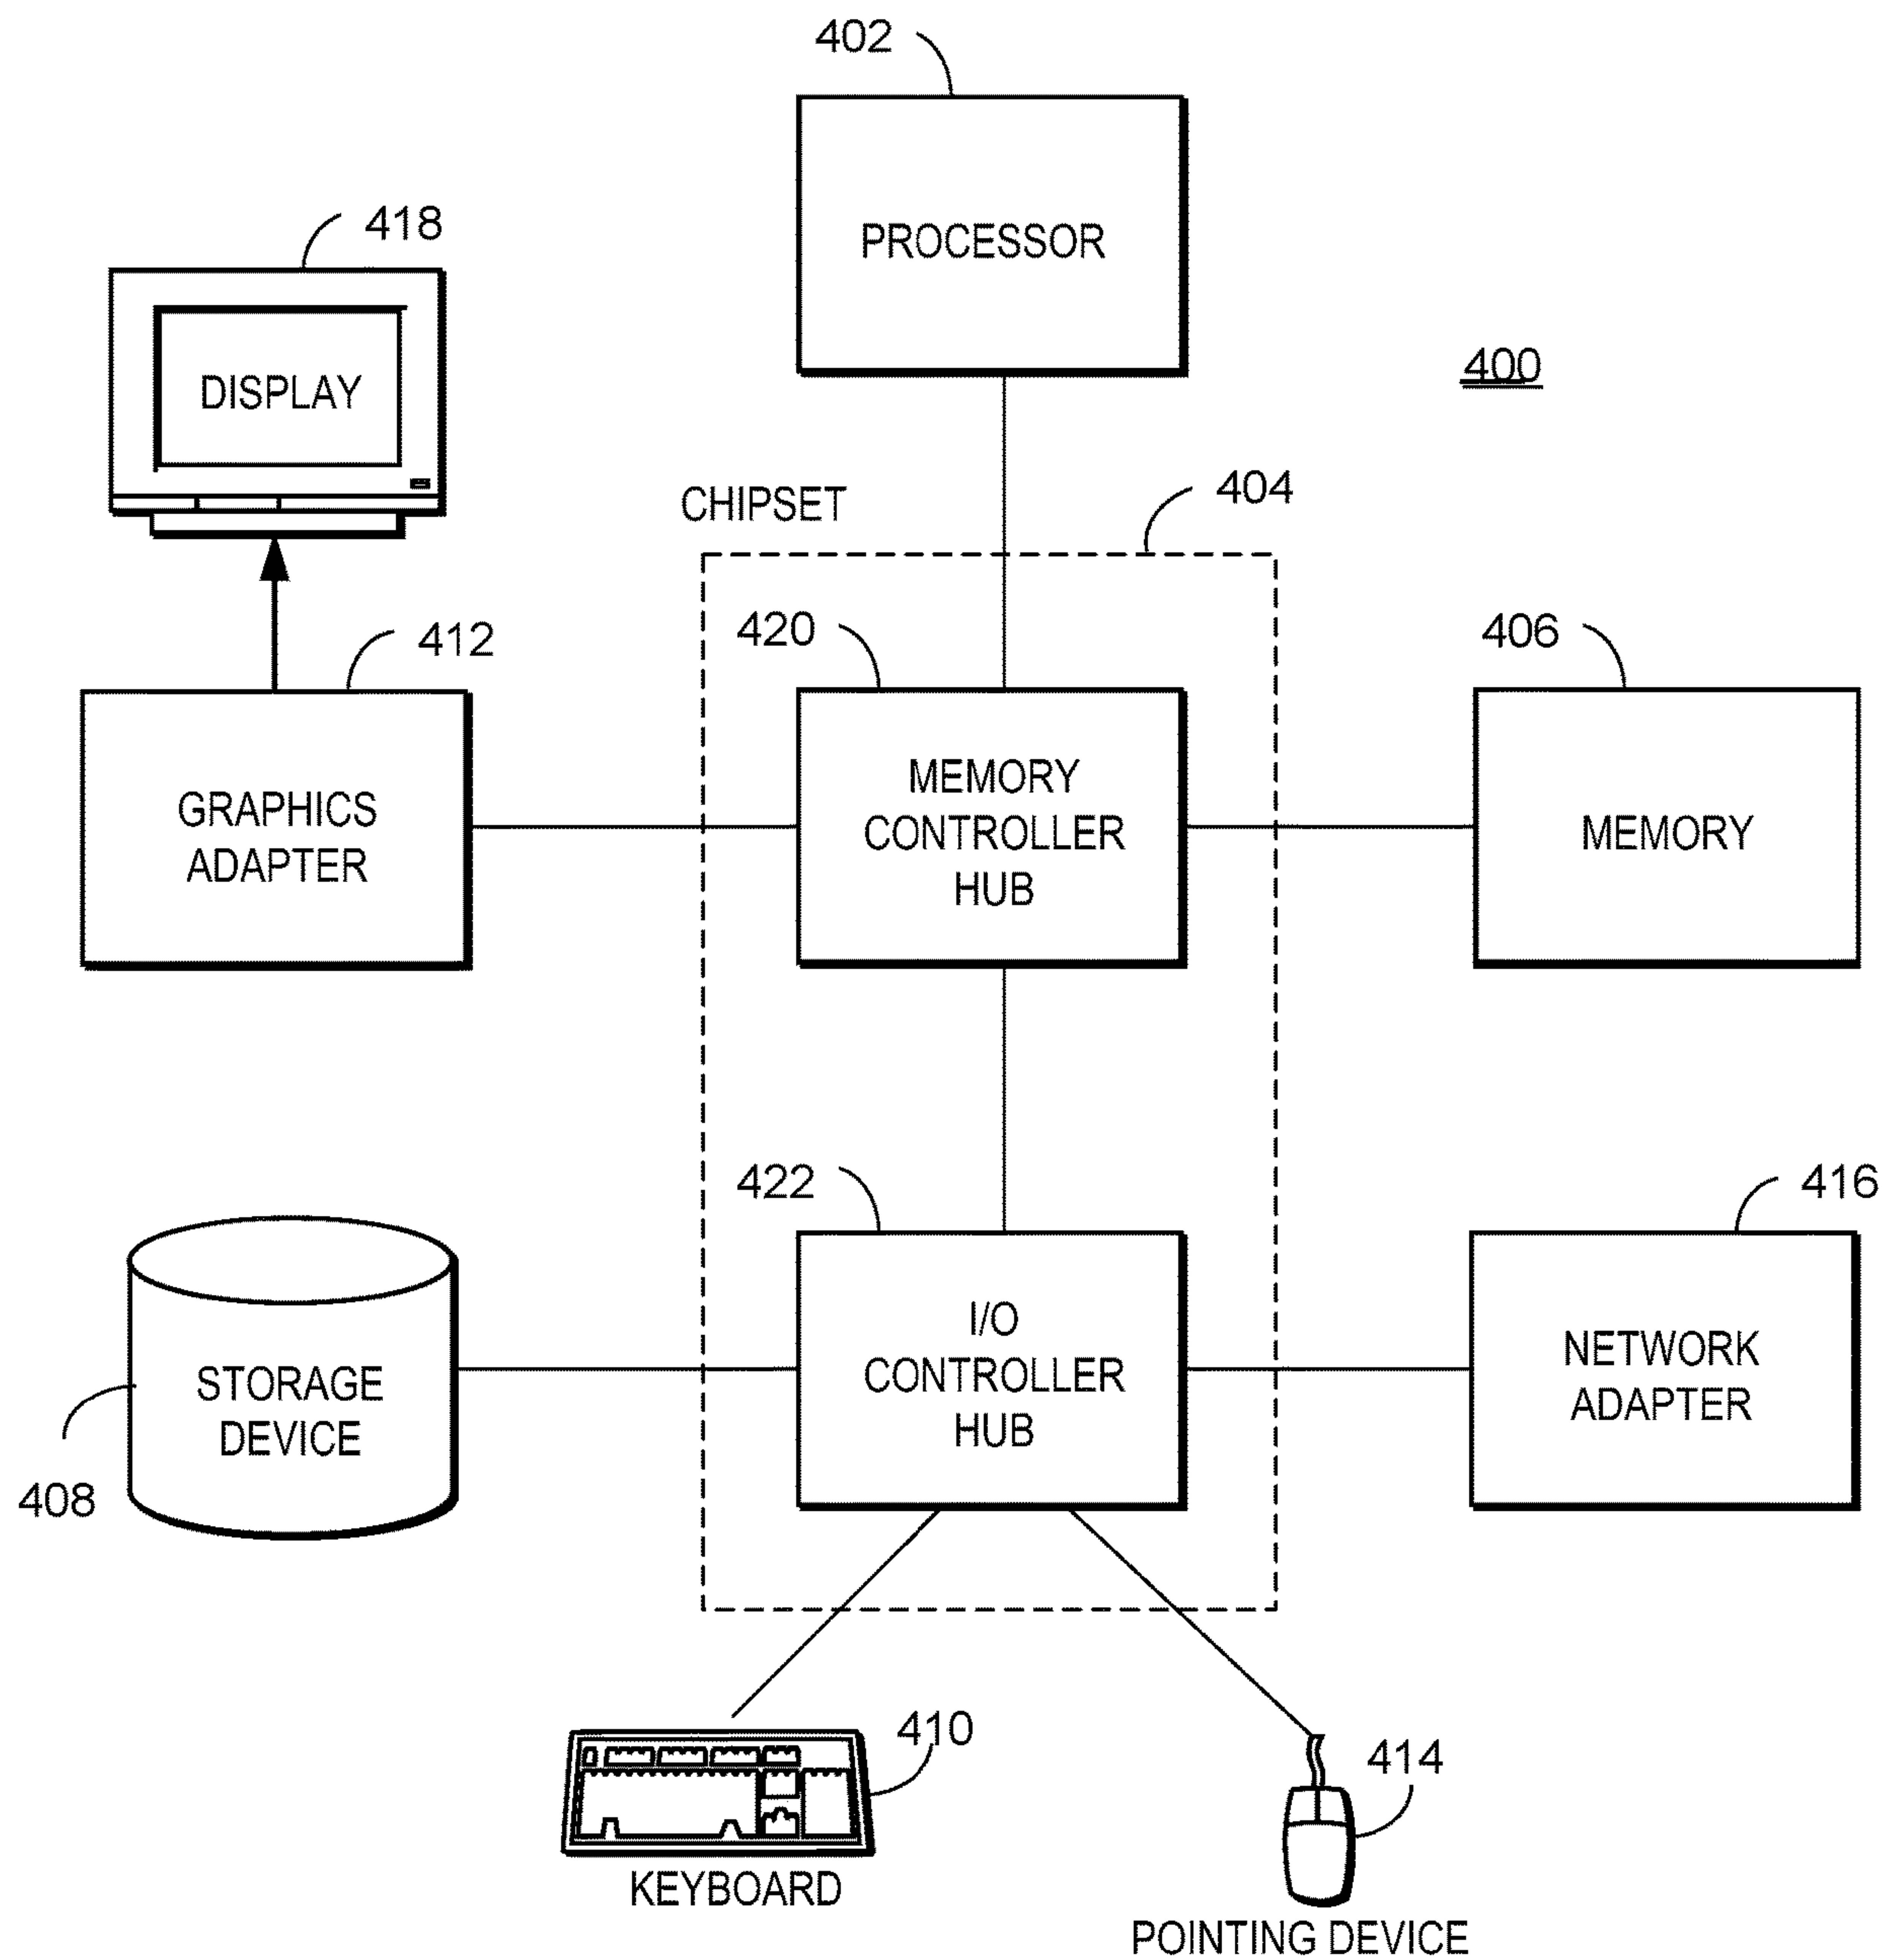 402
PROCESSOR
418
DISPLAY
400
CHIPSET
404
412
GRAPHICS
ADAPTER
420
MEMORY
CONTROLLER
HUB
406
MEMORY
422
I/O
CONTROLLER
HUB
416
NETWORK
ADAPTER
STORAGE
DEVICE
408
410
KEYBOARD
414
POINTING DEVICE